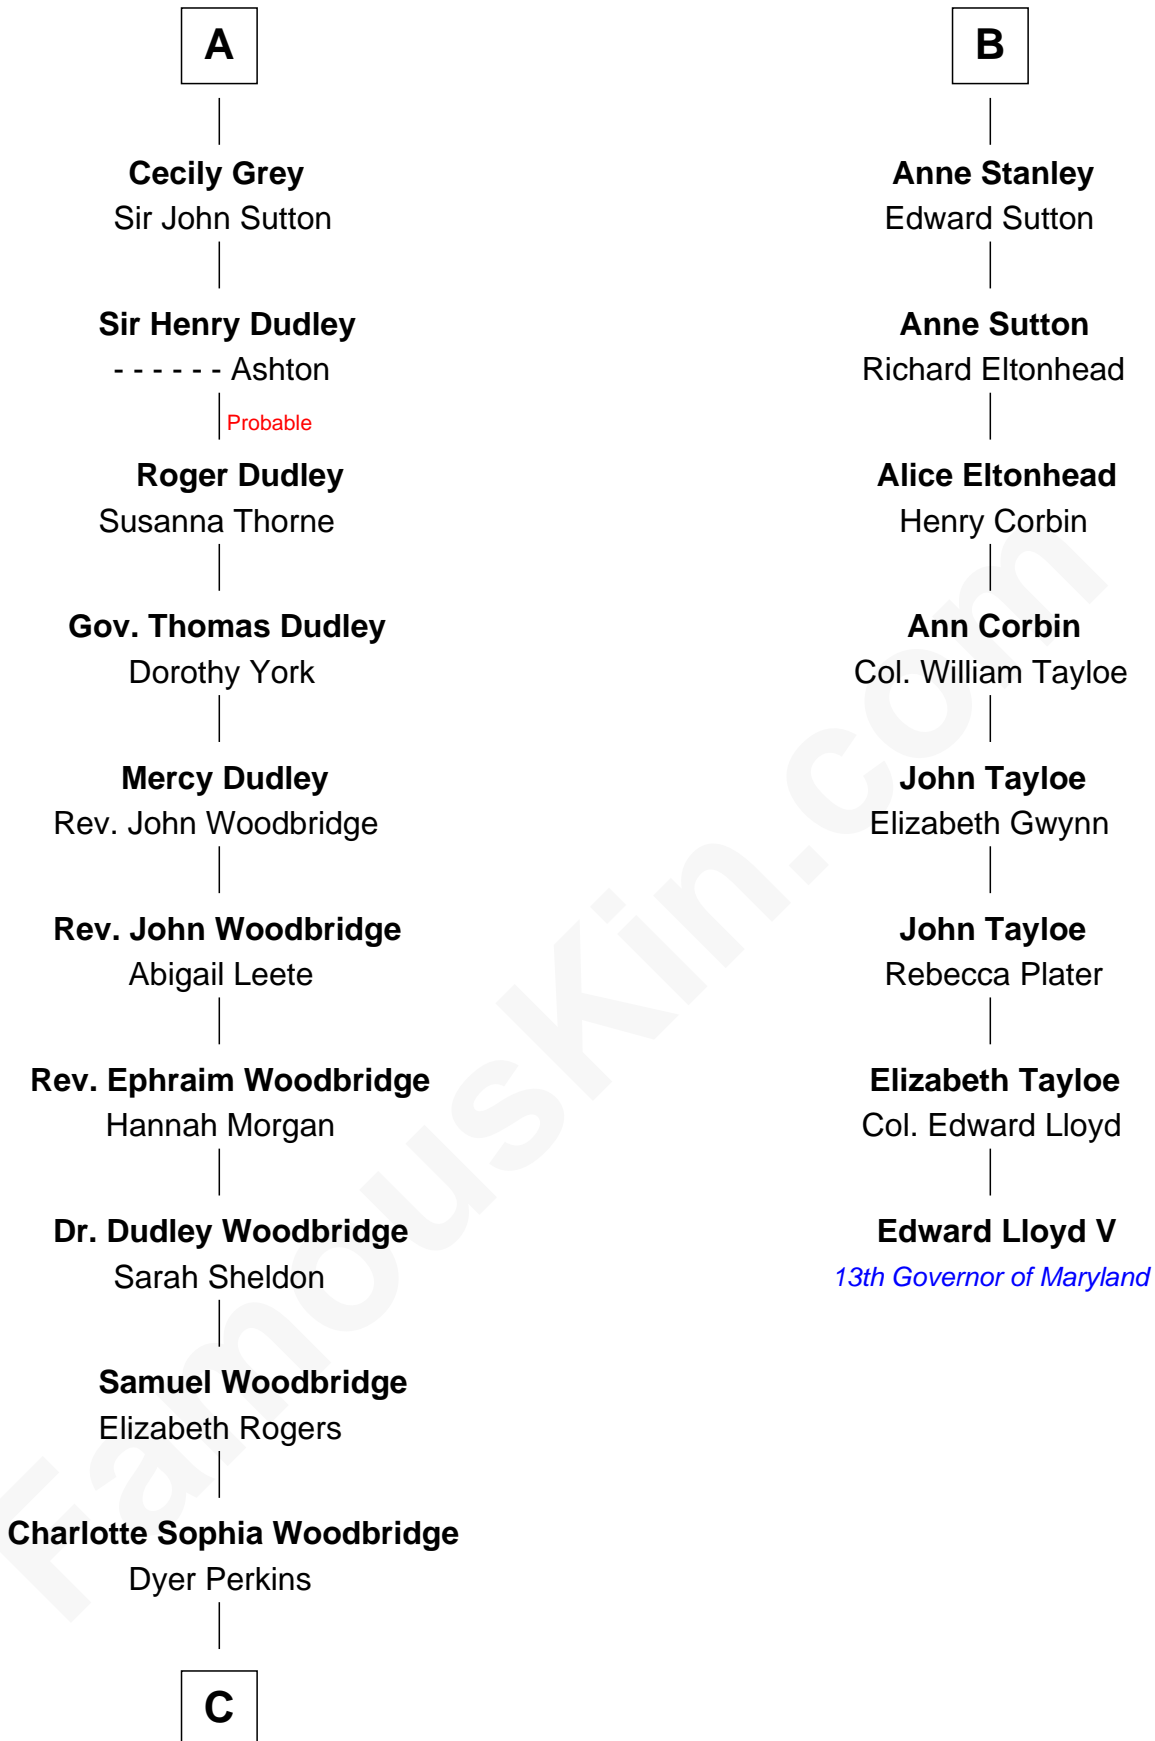 A
Cecily Grey
Sir John Sutton
Sir Henry Dudley
- - - - - - Ashton
Probable
Roger Dudley
Susanna Thorne
Gov. Thomas Dudley
Dorothy York
Mercy Dudley
Rev. John Woodbridge
Rev. John Woodbridge
Abigail Leete
Rev. Ephraim Woodbridge
Hannah Morgan
Dr. Dudley Woodbridge
Sarah Sheldon
Samuel Woodbridge
Elizabeth Rogers
Charlotte Sophia Woodbridge
Dyer Perkins
C
B
Anne Stanley
Edward Sutton
Anne Sutton
Richard Eltonhead
Alice Eltonhead
Henry Corbin
Ann Corbin
Col. William Tayloe
John Tayloe
Elizabeth Gwynn
John Tayloe
Rebecca Plater
Elizabeth Tayloe
Col. Edward Lloyd
Edward Lloyd V
13th Governor of Maryland
FamousKin.com